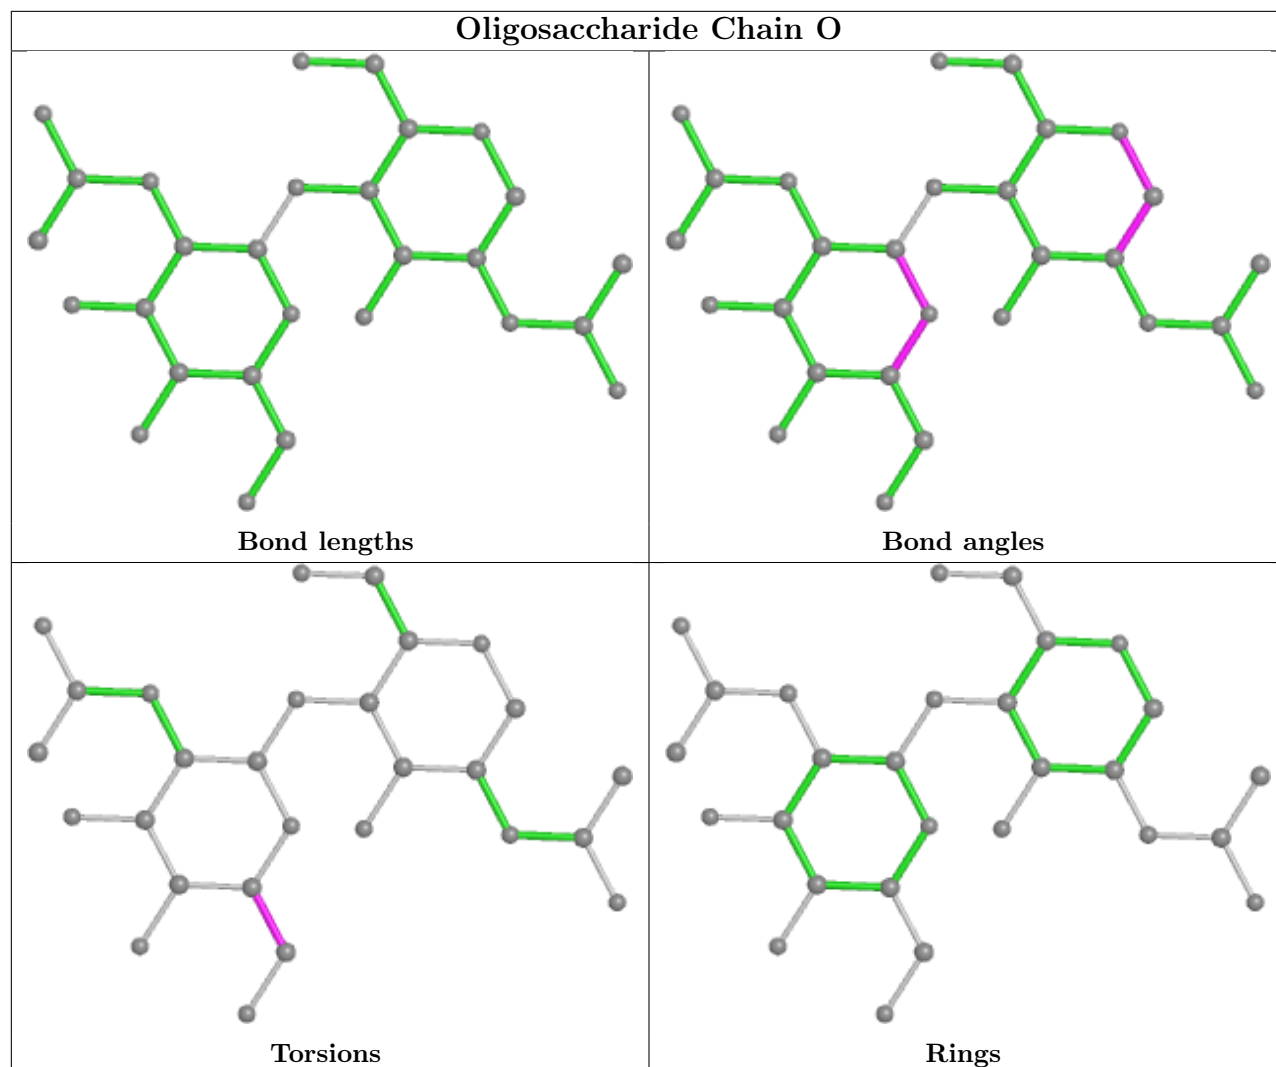 Oligosaccharide Chain O
Bond lengths
Bond angles
Torsions
Rings